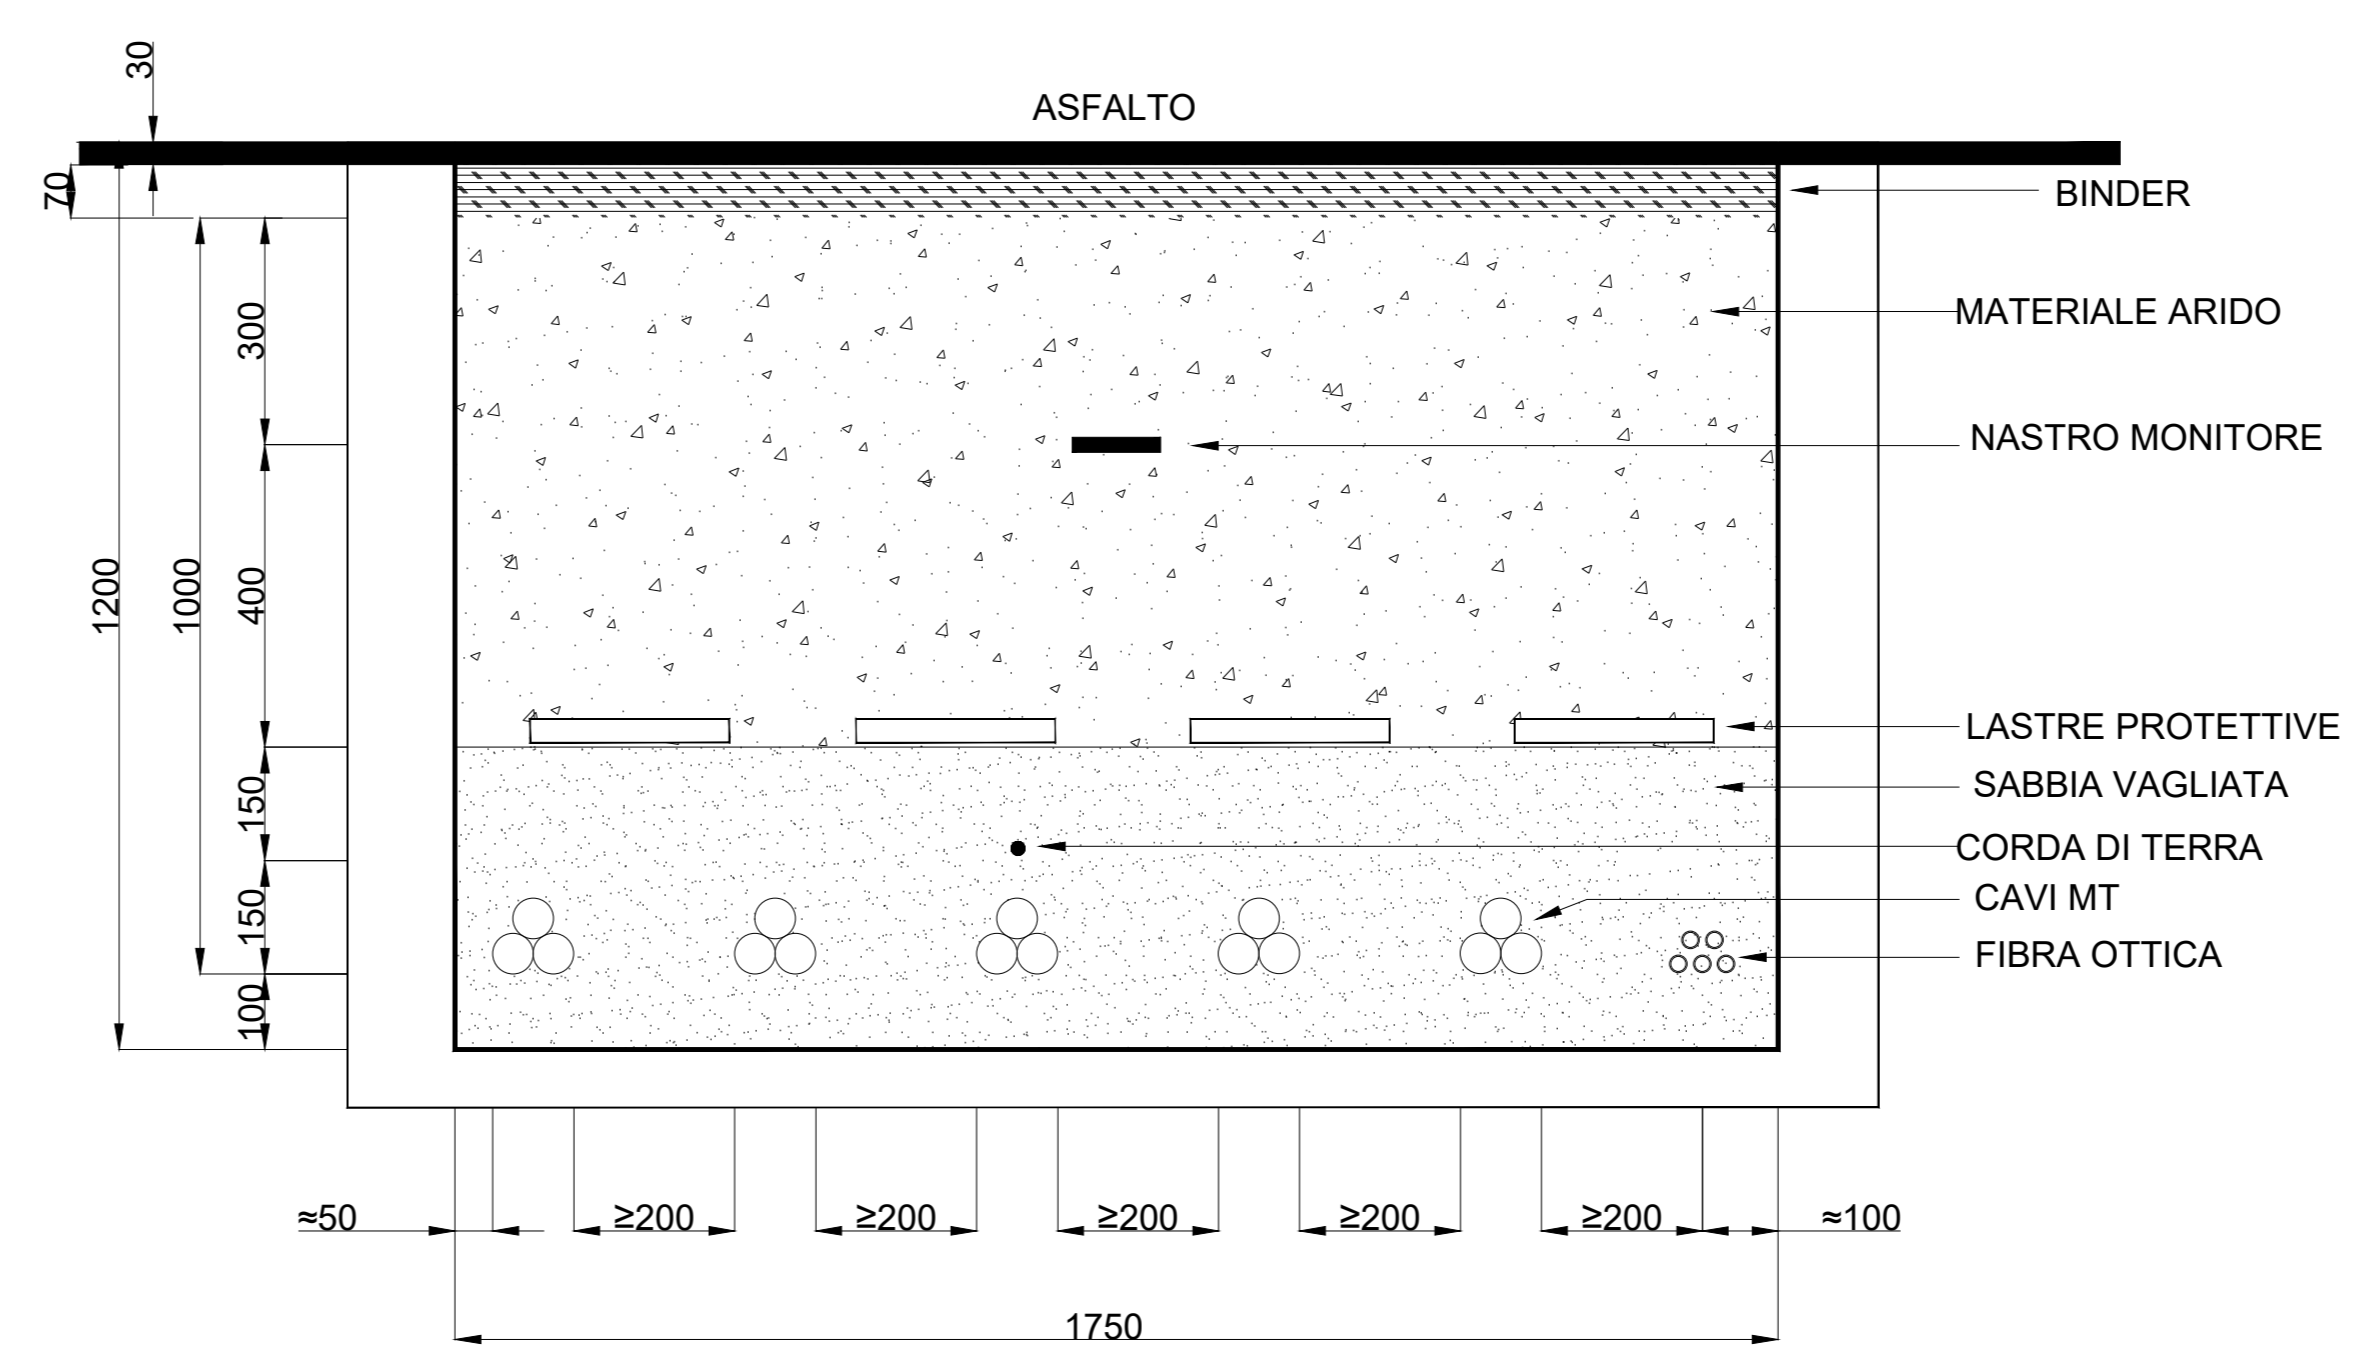 30
ASFALTO
70
BINDER
MATERIALE ARIDO
300
NASTRO MONITORE
1200
1000
400
LASTRE PROTETTIVE
SABBIA VAGLIATA
150
CORDA DI TERRA
CAVI MT
150
FIBRA OTTICA
100
≈50
≥200
≥200
≥200
≥200
≥200
≈100
1750